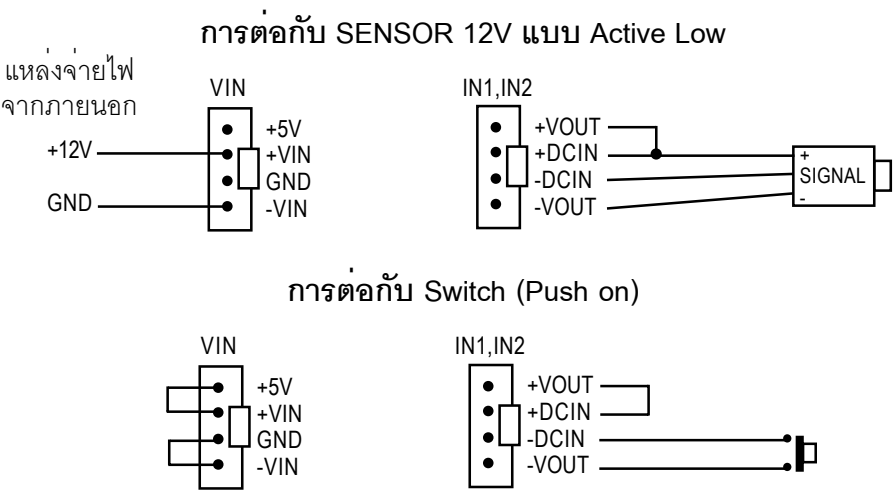 การต่อกับ SENSOR 12V แบบ Active Low
แหล่งจ่ายไฟ
จากภายนอก
VIN
+5V
+12V
+VIN
GND
GND
-VIN
IN1,IN2
+VOUT
+DCIN
-DCIN
-VOUT
+
SIGNAL
-
การต่อกับ Switch (Push on)
VIN
+5V
+VIN
GND
-VIN
IN1,IN2
+VOUT
+DCIN
-DCIN
-VOUT